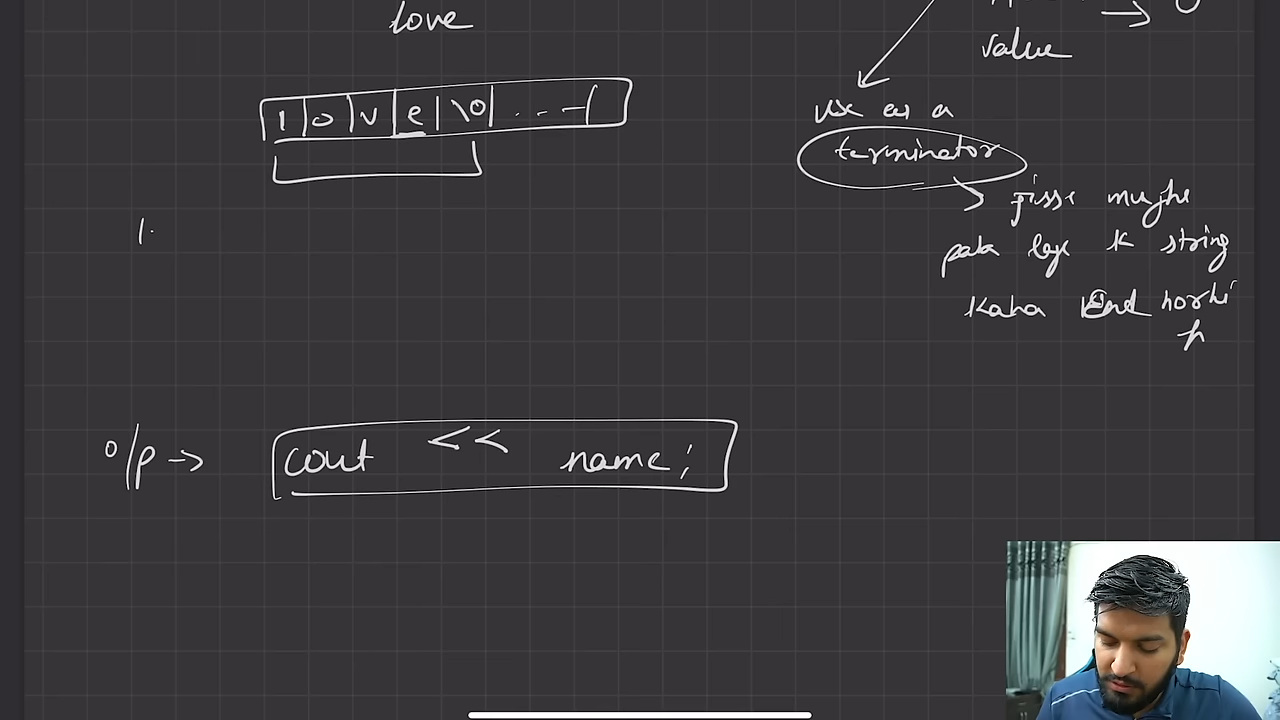 love
value
l o v e \0 . . -
use as a
terminator
jisse mujhe
pata lage k string
Kaha End horhi
h
o/p → cout << name;